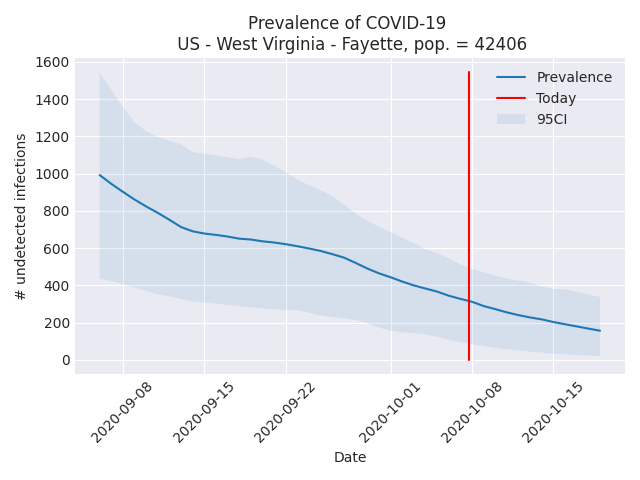 Prevalence of COVID-19
US - West Virginia - Fayette, pop. = 42406
Prevalence
Today
95CI
# undetected infections
1600
1400
1200
1000
800
600
400
200
0
2020-09-08
2020-09-15
2020-09-22
2020-10-01
2020-10-08
2020-10-15
Date